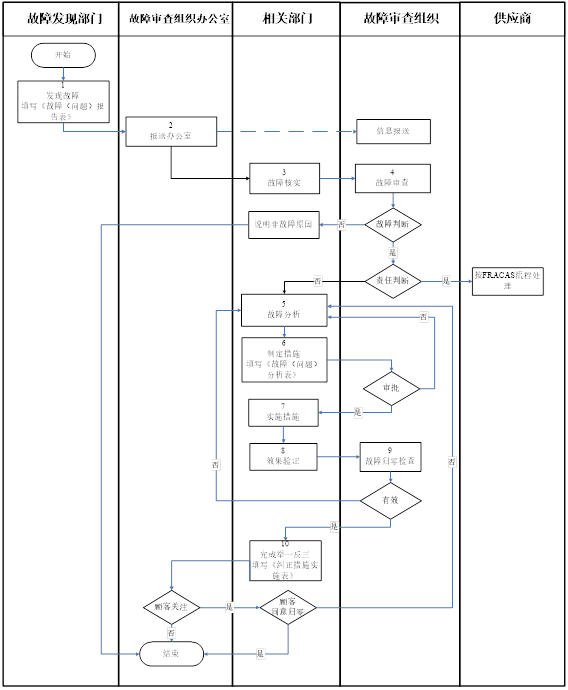 故障发现部门
故障审查组织办公室
相关部门
故障审查组织
供应商
开始
1
发现故障
填写《故障（问题）报
告表》
2
报送办公室
信息报送
3
故障核实
4
故障审查
说明非故障原因
否
故障判断
是
否
责任判断
是
按FRACAS流程处
理
5
故障分析
否
6
制定措施
填写《故障（问题）
分析表》
审批
7
实施措施
是
8
效果验证
9
故障归零检查
否
否
有效
是
10
完成举一反三
填写《纠正措施实
施表》
顾客关注
是
顾客
同意归零
否
结束
是